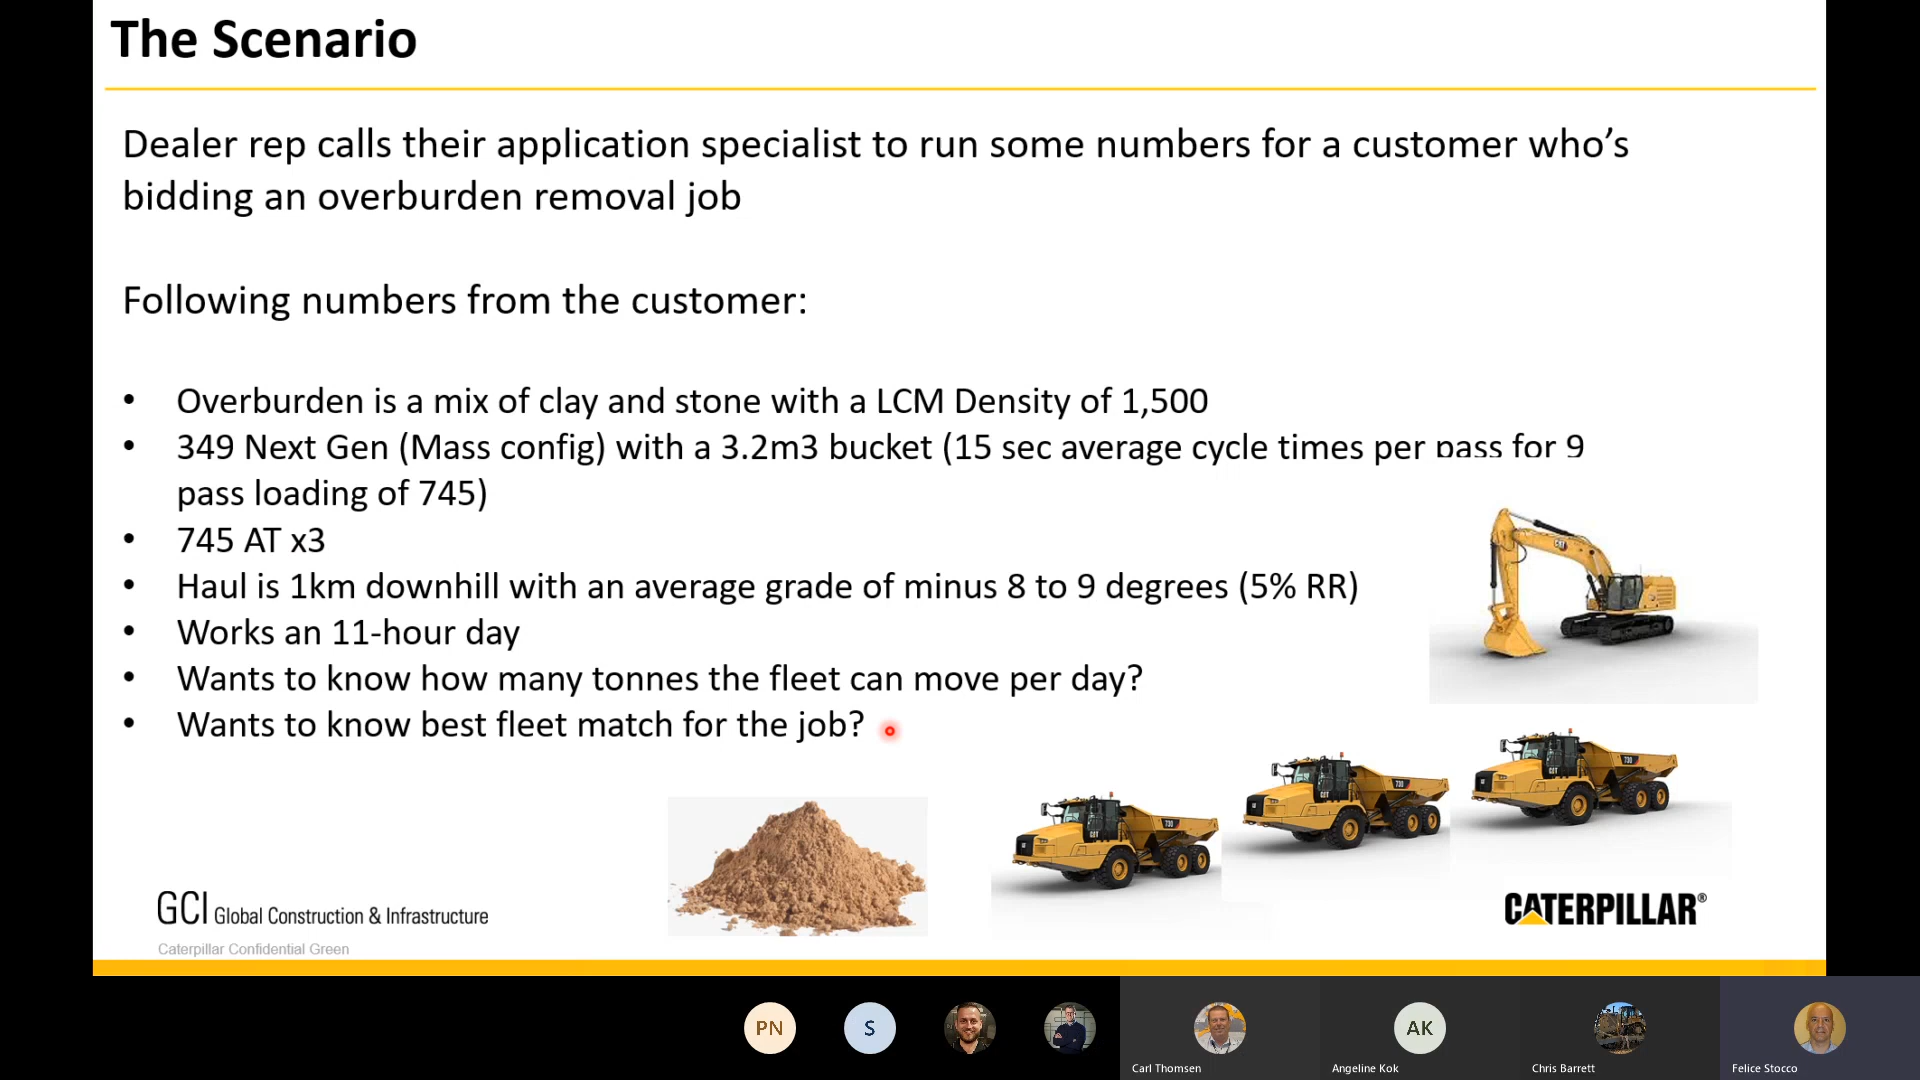 The Scenario
Dealer rep calls their application specialist to run some numbers for a customer who’s
bidding an overburden removal job
Following numbers from the customer:
• Overburden is a mix of clay and stone with a LCM Density of 1,500
• 349 Next Gen (Mass config) with a 3.2m3 bucket (15 sec average cycle times per pass for 9
pass loading of 745)
• 745 AT x3
• Haul is 1km downhill with an average grade of minus 8 to 9 degrees (5% RR)
• Works an 11-hour day
• Wants to know how many tonnes the fleet can move per day?
• Wants to know best fleet match for the job?
730
730
730
GCI Global Construction & Infrastructure
CATERPILLAR®
Caterpillar Confidential Green
PN
S
AK
Carl Thomsen
Angeline Kok
Chris Barrett
Felice Stocco